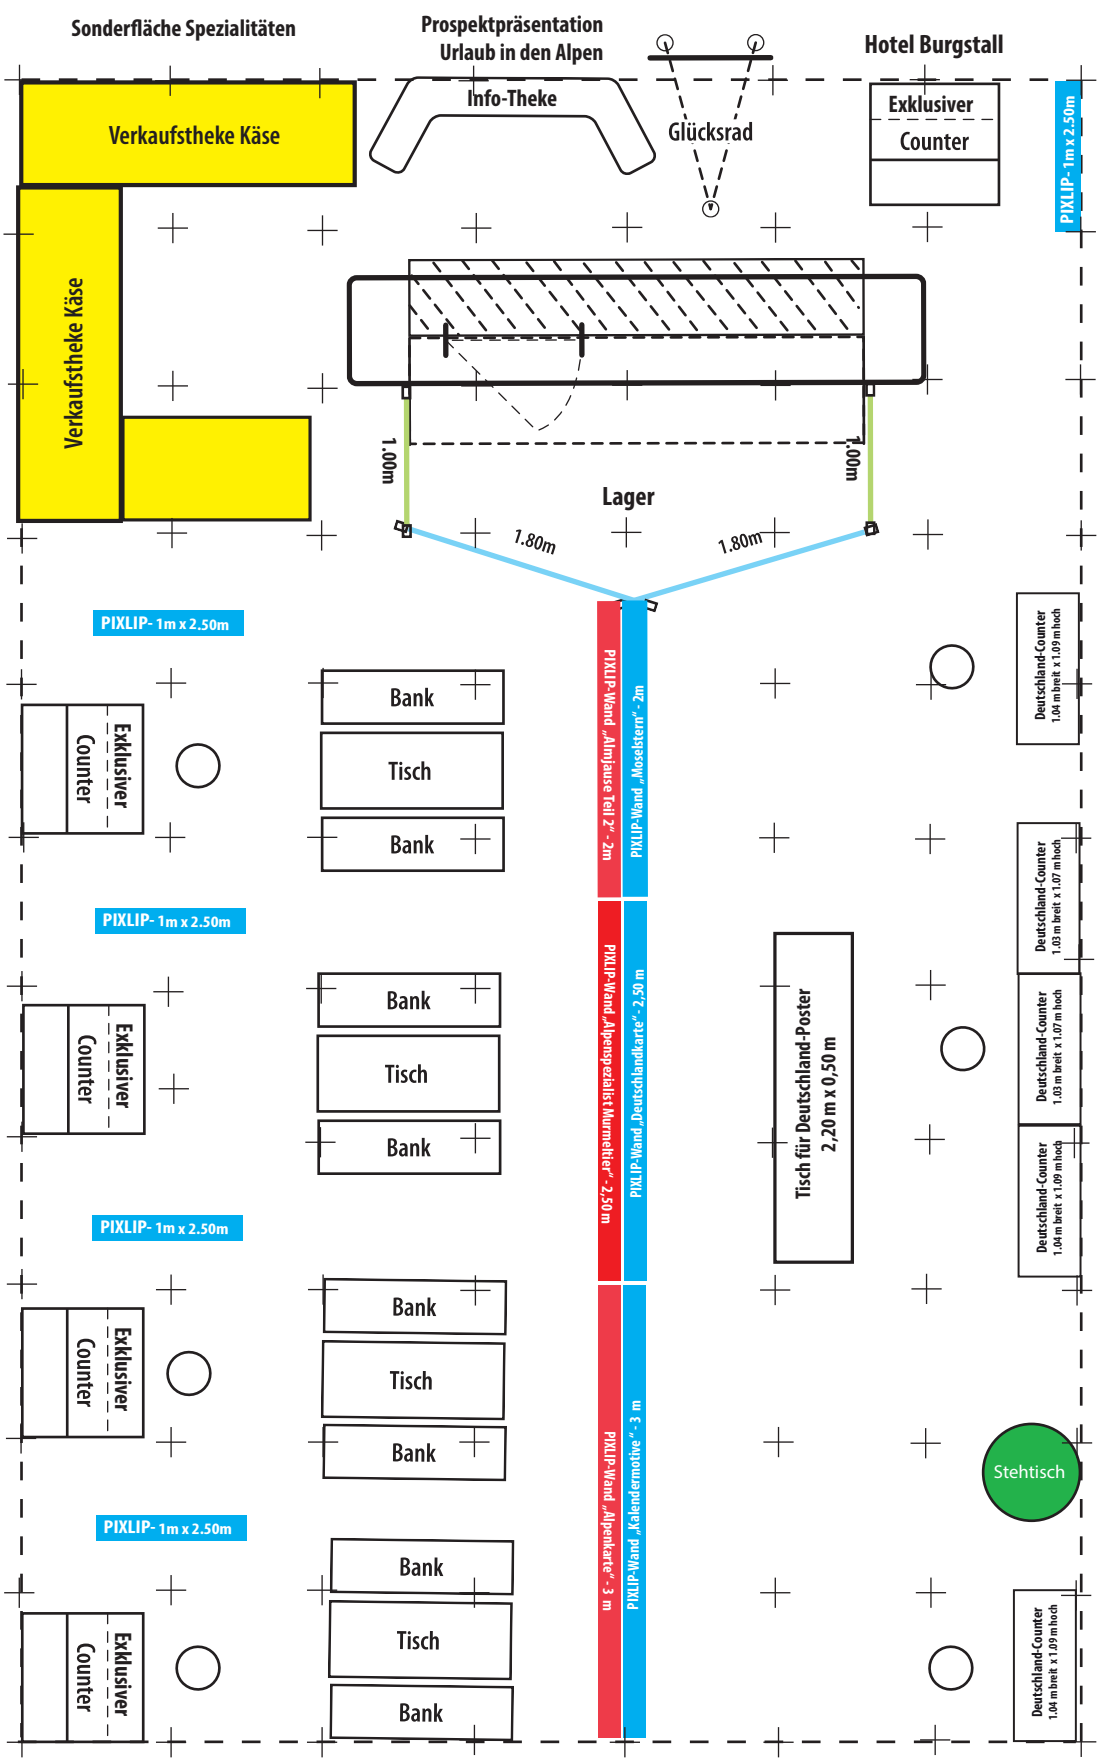 Sonderfläche Spezialitäten
Prospektpräsentation
Urlaub in den Alpen
Hotel Burgstall
Verkaufstheke Käse
Info-Theke
Glücksrad
Exklusiver
Counter
PIXLIP- 1m x 2.50m
Verkaufstheke Käse
1.00m
1.00m
Lager
1.80m
1.80m
PIXLIP- 1m x 2.50m
Exklusiver
Counter
Bank
Tisch
Bank
PIXLIP-Wand „Almjause Teil 2“ - 2m
PIXLIP-Wand „Moselstern“ - 2m
Deutschland-Counter
1.04 m breit x 1.09 m hoch
PIXLIP- 1m x 2.50m
Exklusiver
Counter
Bank
Tisch
Bank
PIXLIP-Wand „Alpenspezialist Murmeltier“ - 2,50 m
PIXLIP-Wand „Deutschlandkarte“ - 2,50 m
Tisch für Deutschland-Poster
2,20 m x 0,50 m
Deutschland-Counter
1.03 m breit x 1.07 m hoch
Deutschland-Counter
1.03 m breit x 1.07 m hoch
Deutschland-Counter
1.04 m breit x 1.09 m hoch
PIXLIP- 1m x 2.50m
Exklusiver
Counter
Bank
Tisch
Bank
PIXLIP-Wand „Alpenkarte“ - 3 m
PIXLIP-Wand „Kalendermotive “ - 3 m
Stehtisch
PIXLIP- 1m x 2.50m
Exklusiver
Counter
Bank
Tisch
Bank
Deutschland-Counter
1.04 m breit x 1.09 m hoch